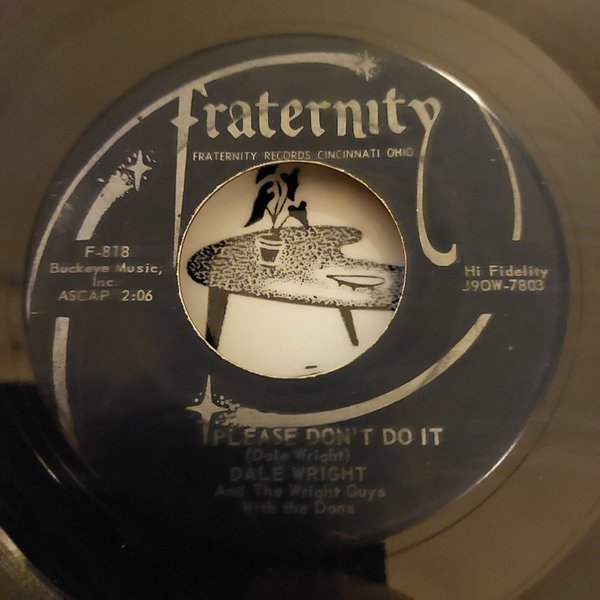 Fraternity
FRATERNITY RECORDS CINCINNATI OHIO
F-818
Buckeye Music,
Inc.
ASCAP 2:06
Hi Fidelity
J9OW-7803
PLEASE DON'T DO IT
(Dale Wright)
DALE WRIGHT
And The Wright Guys
With the Dons